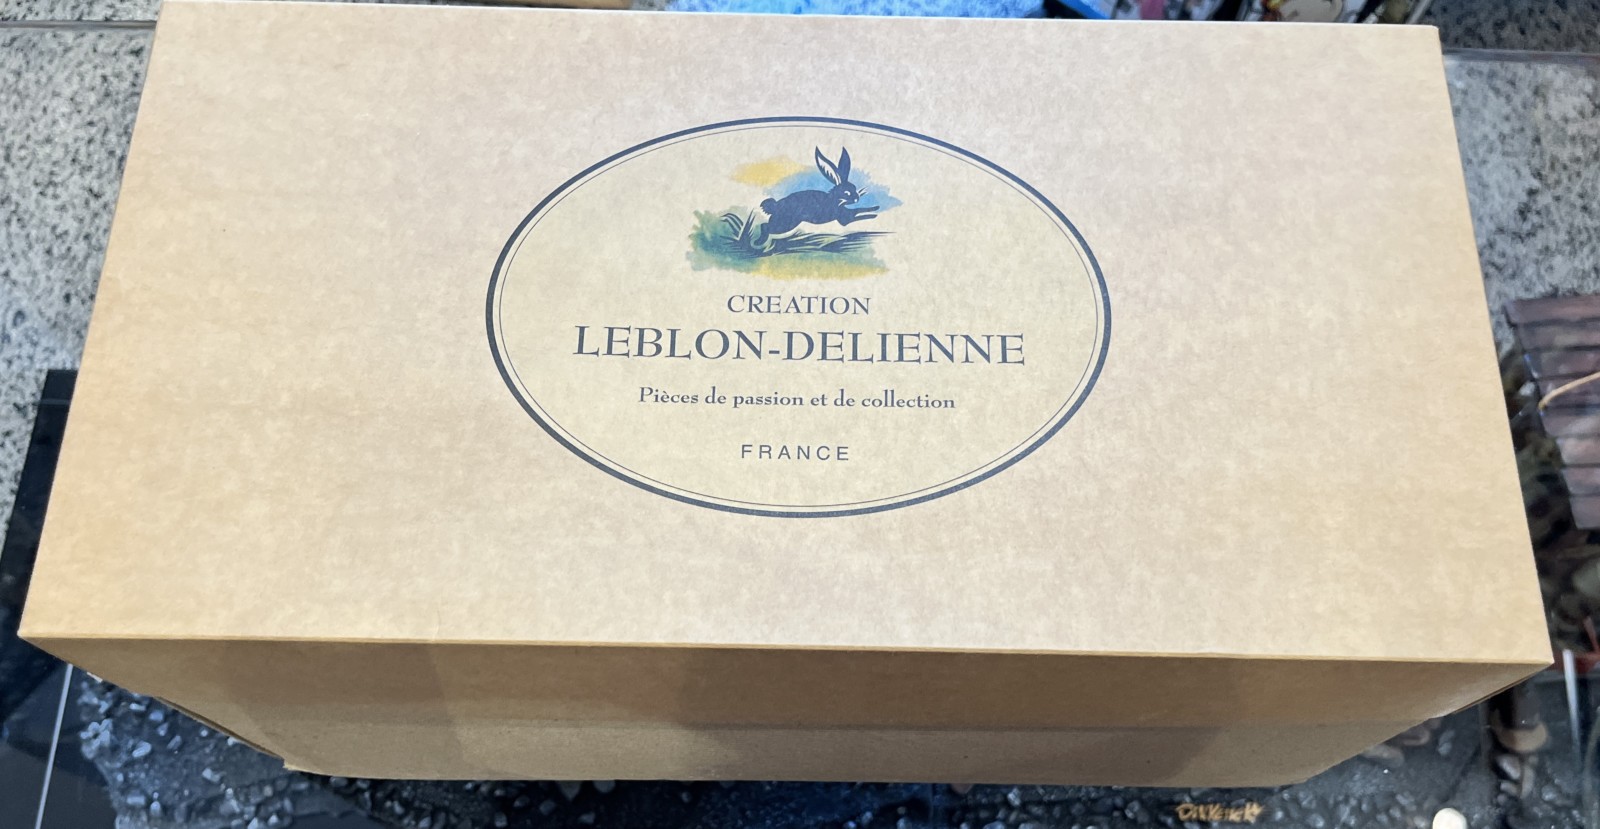 CREATION
LEBLON-DELIENNE
Pièces de passion et de collection
FRANCE